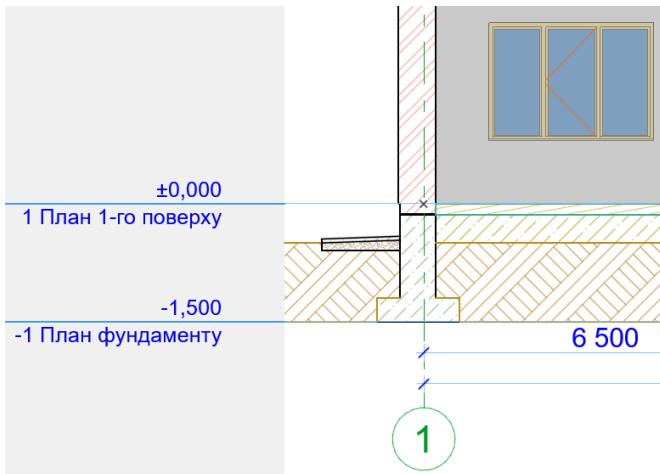 ±0,000
1 План 1-го поверху
-1,500
-1 План фундаменту
6 500
1